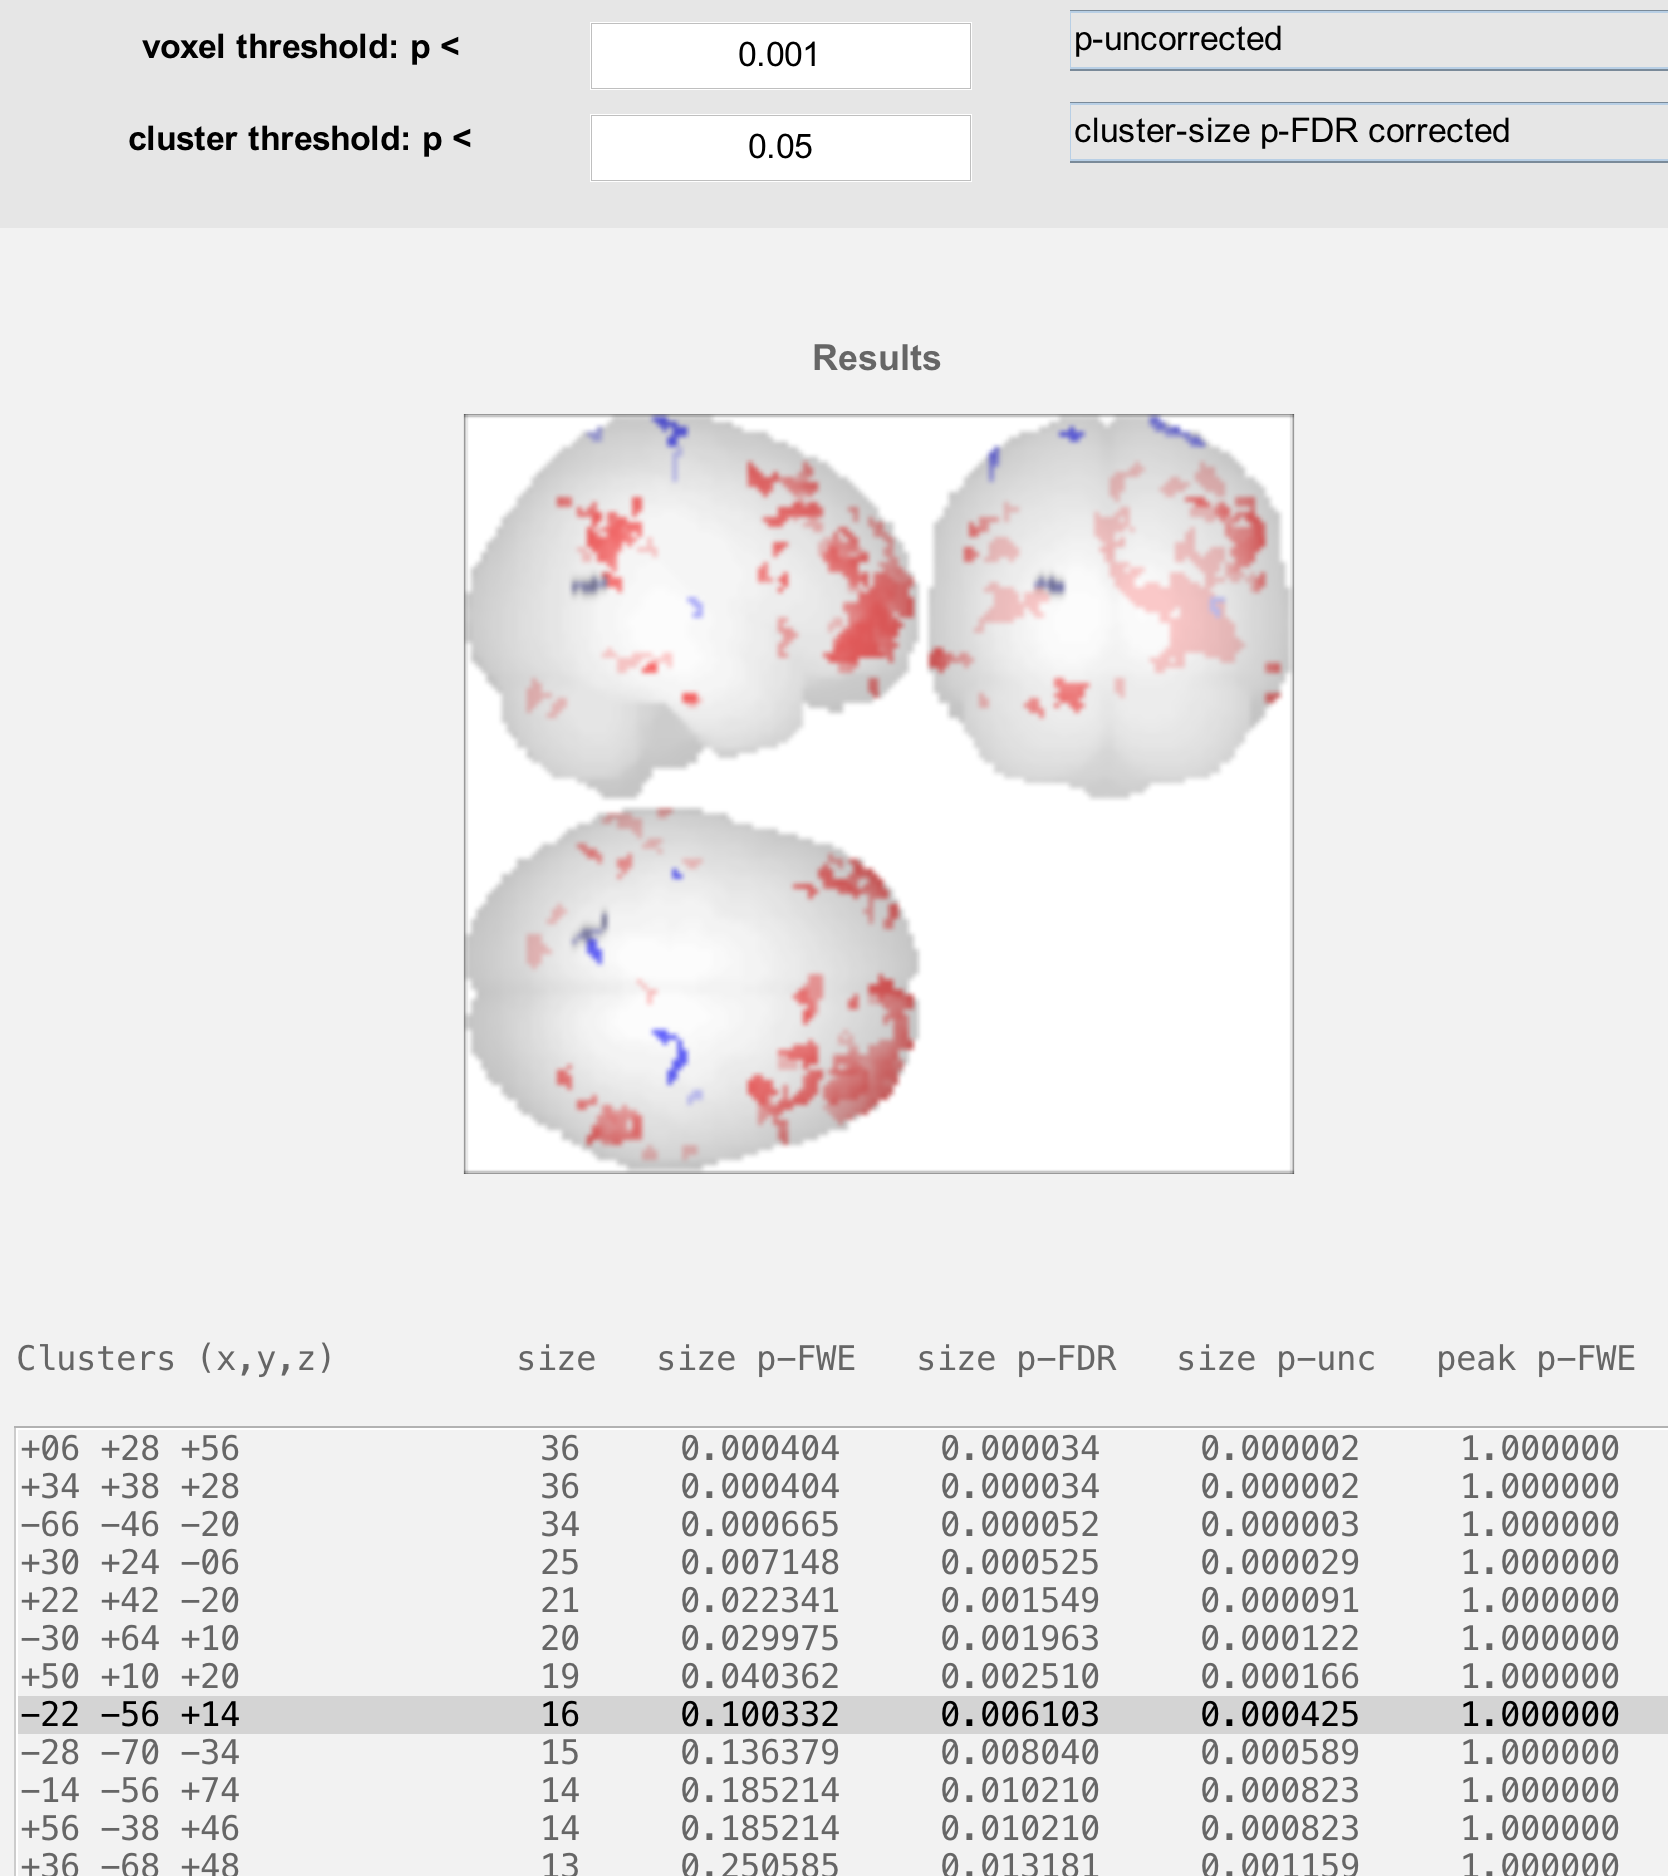 voxel threshold: p < 0.001 p-uncorrected
cluster threshold: p < 0.05 cluster-size p-FDR corrected
Results
Clusters (x,y,z) size size p−FWE size p−FDR size p−unc peak p−FWE
+06 +28 +56 36 0.000404 0.000034 0.000002 1.000000
+34 +38 +28 36 0.000404 0.000034 0.000002 1.000000
−66 −46 −20 34 0.000665 0.000052 0.000003 1.000000
+30 +24 −06 25 0.007148 0.000525 0.000029 1.000000
+22 +42 −20 21 0.022341 0.001549 0.000091 1.000000
−30 +64 +10 20 0.029975 0.001963 0.000122 1.000000
+50 +10 +20 19 0.040362 0.002510 0.000166 1.000000
−22 −56 +14 16 0.100332 0.006103 0.000425 1.000000
−28 −70 −34 15 0.136379 0.008040 0.000589 1.000000
−14 −56 +74 14 0.185214 0.010210 0.000823 1.000000
+56 −38 +46 14 0.185214 0.010210 0.000823 1.000000
+36 −68 +48 13 0.250585 0.013181 0.001159 1.000000